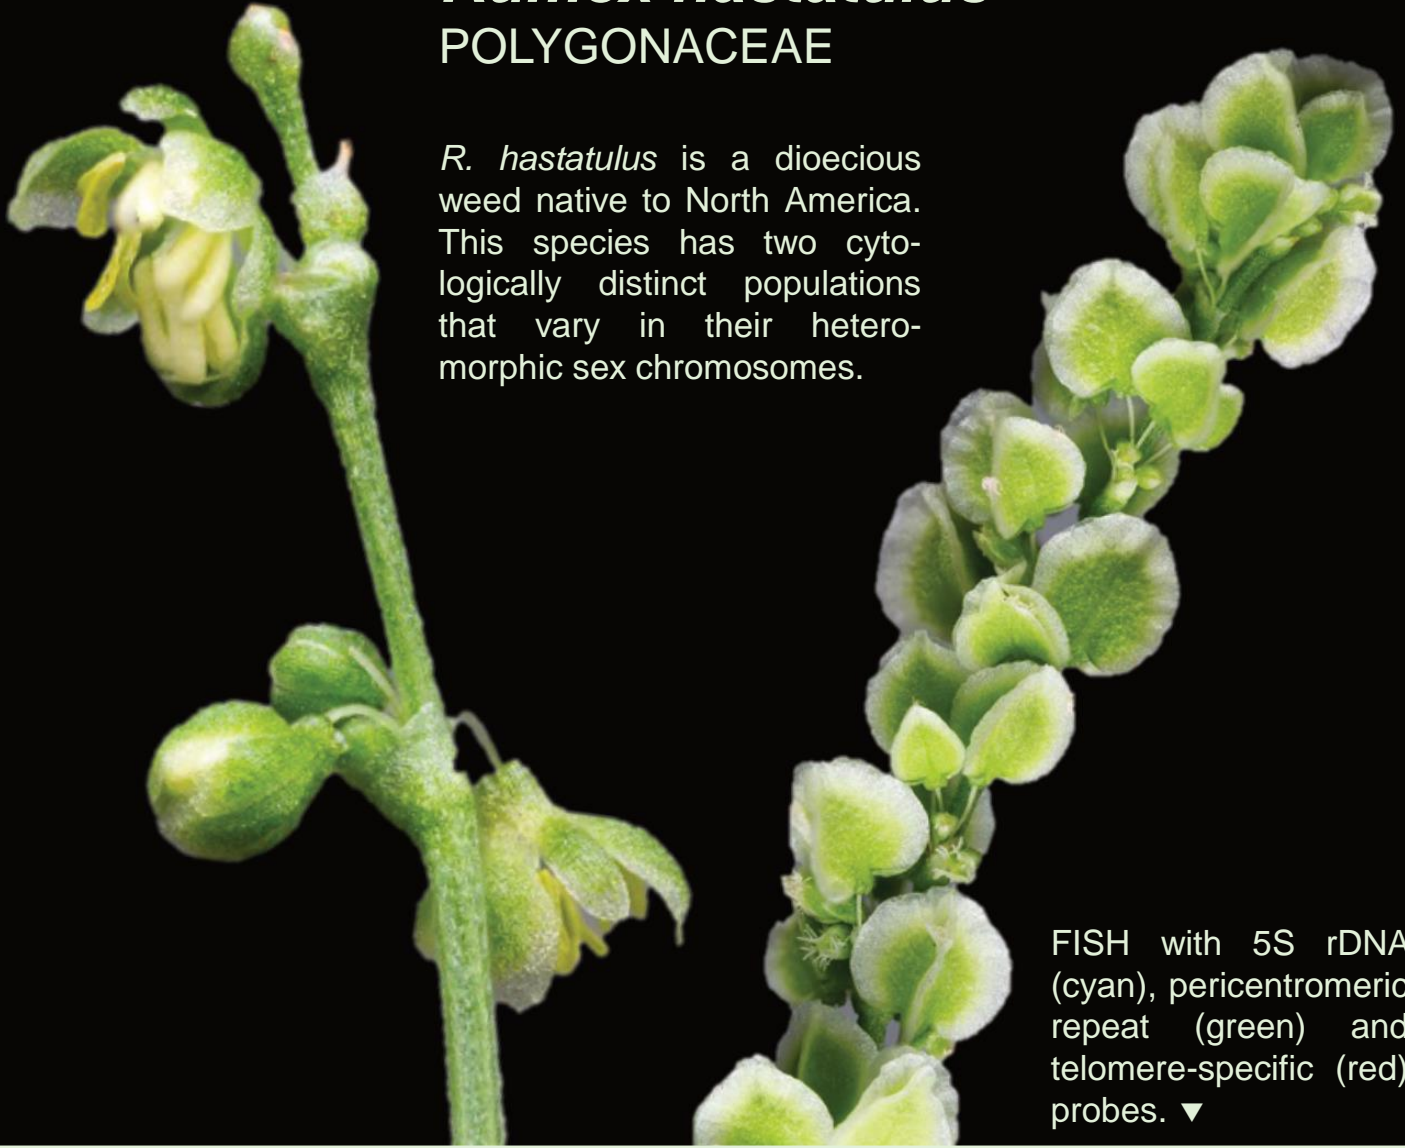 Rumex hastatulus
POLYGONACEAE
R. hastatulus is a dioecious
weed native to North America.
This species has two cyto-
logically distinct populations
that vary in their hetero-
morphic sex chromosomes.
FISH with 5S rDNA
(cyan), pericentromeric
repeat (green) and
telomere-specific (red)
probes. ▼